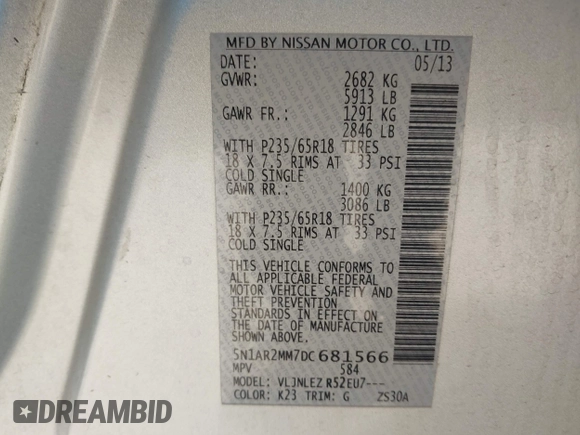 MFD BY NISSAN MOTOR CO., LTD.
DATE: 05/13
GVWR: 2682 KG
5913 LB
GAWR FR.: 1291 KG
2846 LB
WITH P235/65R18 TIRES
18 X 7.5 RIMS AT 33 PSI
COLD SINGLE
GAWR RR.: 1400 KG
3086 LB
WITH P235/65R18 TIRES
18 X 7.5 RIMS AT 33 PSI
COLD SINGLE
THIS VEHICLE CONFORMS TO
ALL APPLICABLE FEDERAL
MOTOR VEHICLE SAFETY AND
THEFT PREVENTION
STANDARDS IN EFFECT ON
THE DATE OF MANUFACTURE
SHOWN ABOVE.
5N1AR2MM7DC681566
MPV 584
MODEL: VLJNLEZ R52EU7---
COLOR: K23 TRIM: G ZS30A
DREAMBID